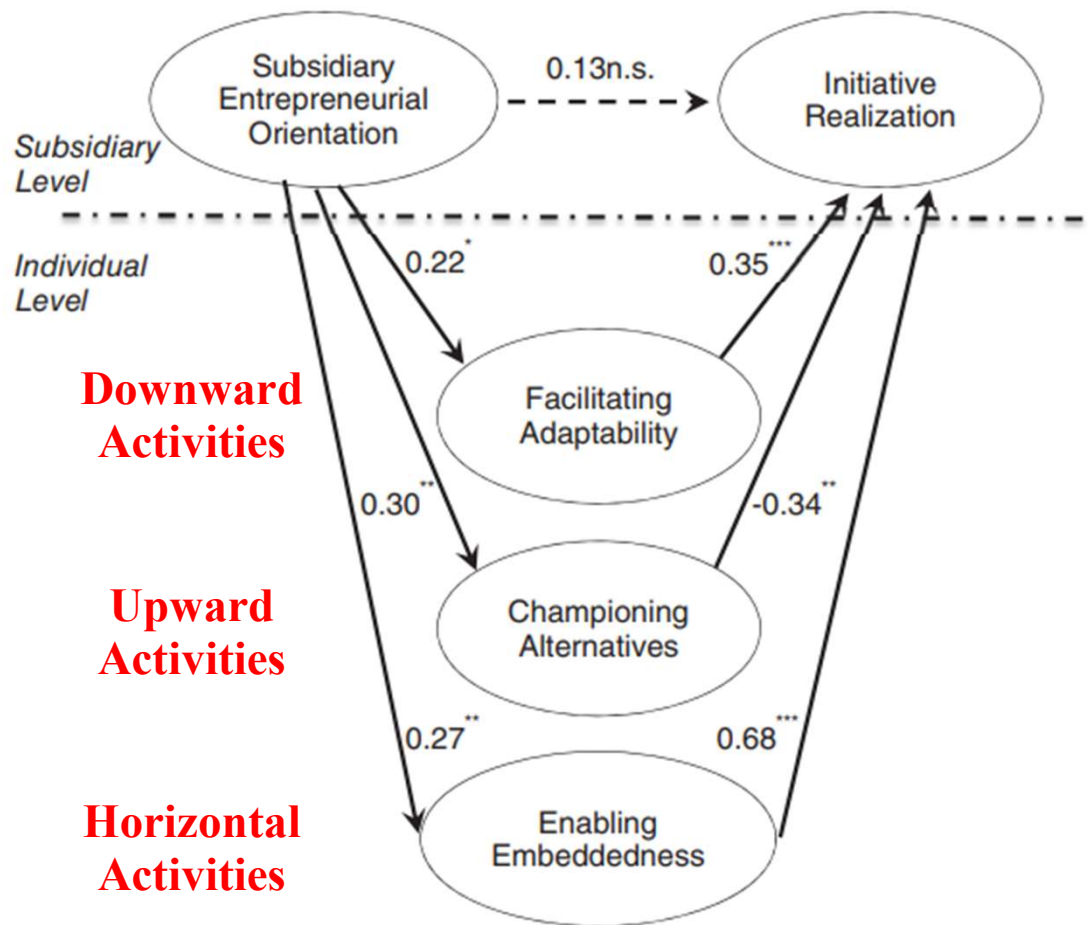 Subsidiary
Entrepreneurial
Orientation
0.13n.s.
Initiative
Realization
Subsidiary
Level
Individual
Level
0.22*
0.35***
Downward
Activities
Facilitating
Adaptability
0.30**
-0.34**
Upward
Activities
Championing
Alternatives
0.27**
0.68***
Horizontal
Activities
Enabling
Embeddedness